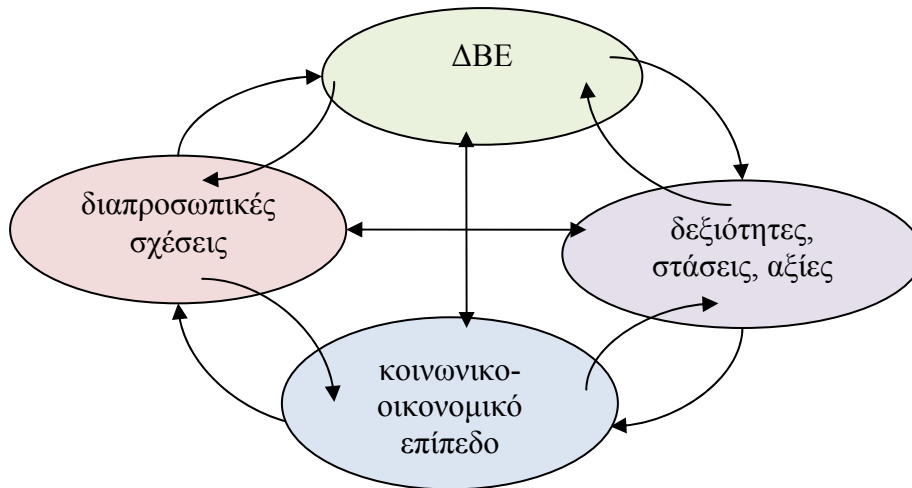 ΔΒΕ
διαπροσωπικές
σχέσεις
δεξιότητες,
στάσεις, αξίες
κοινωνικο-
οικονομικό
επίπεδο